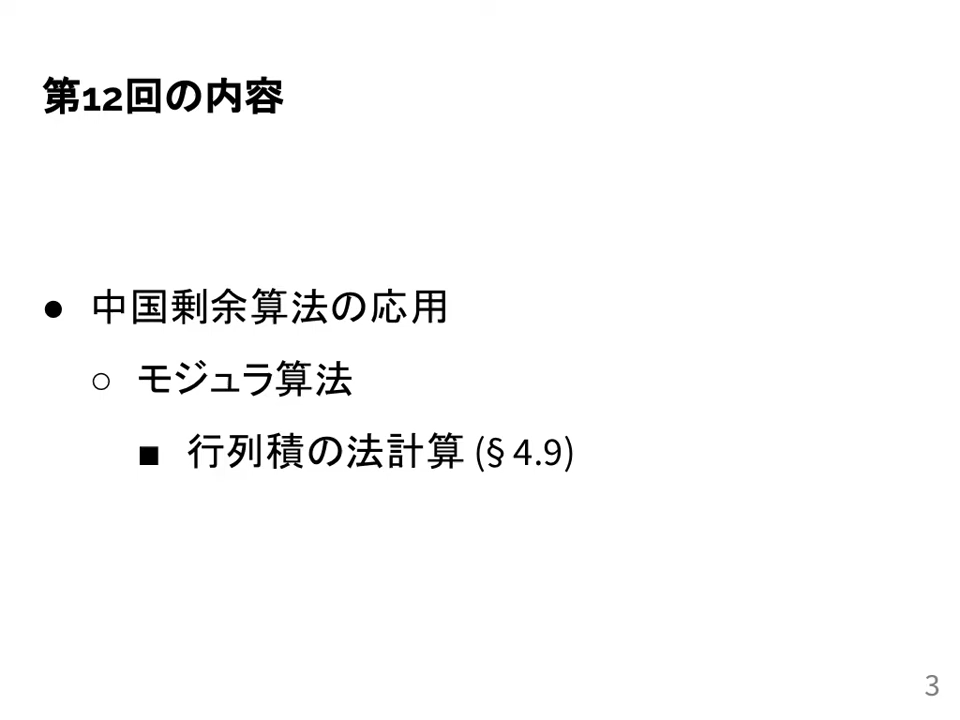 第12回の内容
● 中国剰余算法の応用
○ モジュラ算法
■ 行列積の法計算 (§ 4.9)
3